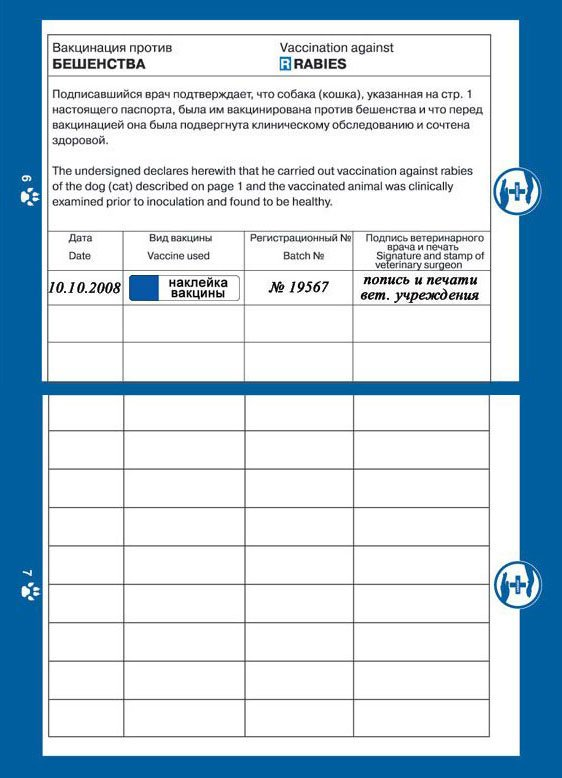 Вакцинация против
БЕШЕНСТВА
Vaccination against
R RABIES
Подписавшийся врач подтверждает, что собака (кошка), указанная на стр. 1
настоящего паспорта, была им вакцинирована против бешенства и что перед
вакцинацией она была подвергнута клиническому обследованию и сочтена
здоровой.
The undersigned declares herewith that he carried out vaccination against rabies
of the dog (cat) described on page 1 and the vaccinated animal was clinically
examined prior to inoculation and found to be healthy.
6
Дата
Date
Вид вакцины
Vaccine used
Регистрационный №
Batch №
Подпись ветеринарного
врача и печать
Signature and stamp of
veterinary surgeon
10.10.2008
наклейка
вакцины
№ 19567
попись и печати
вет. учреждения
7